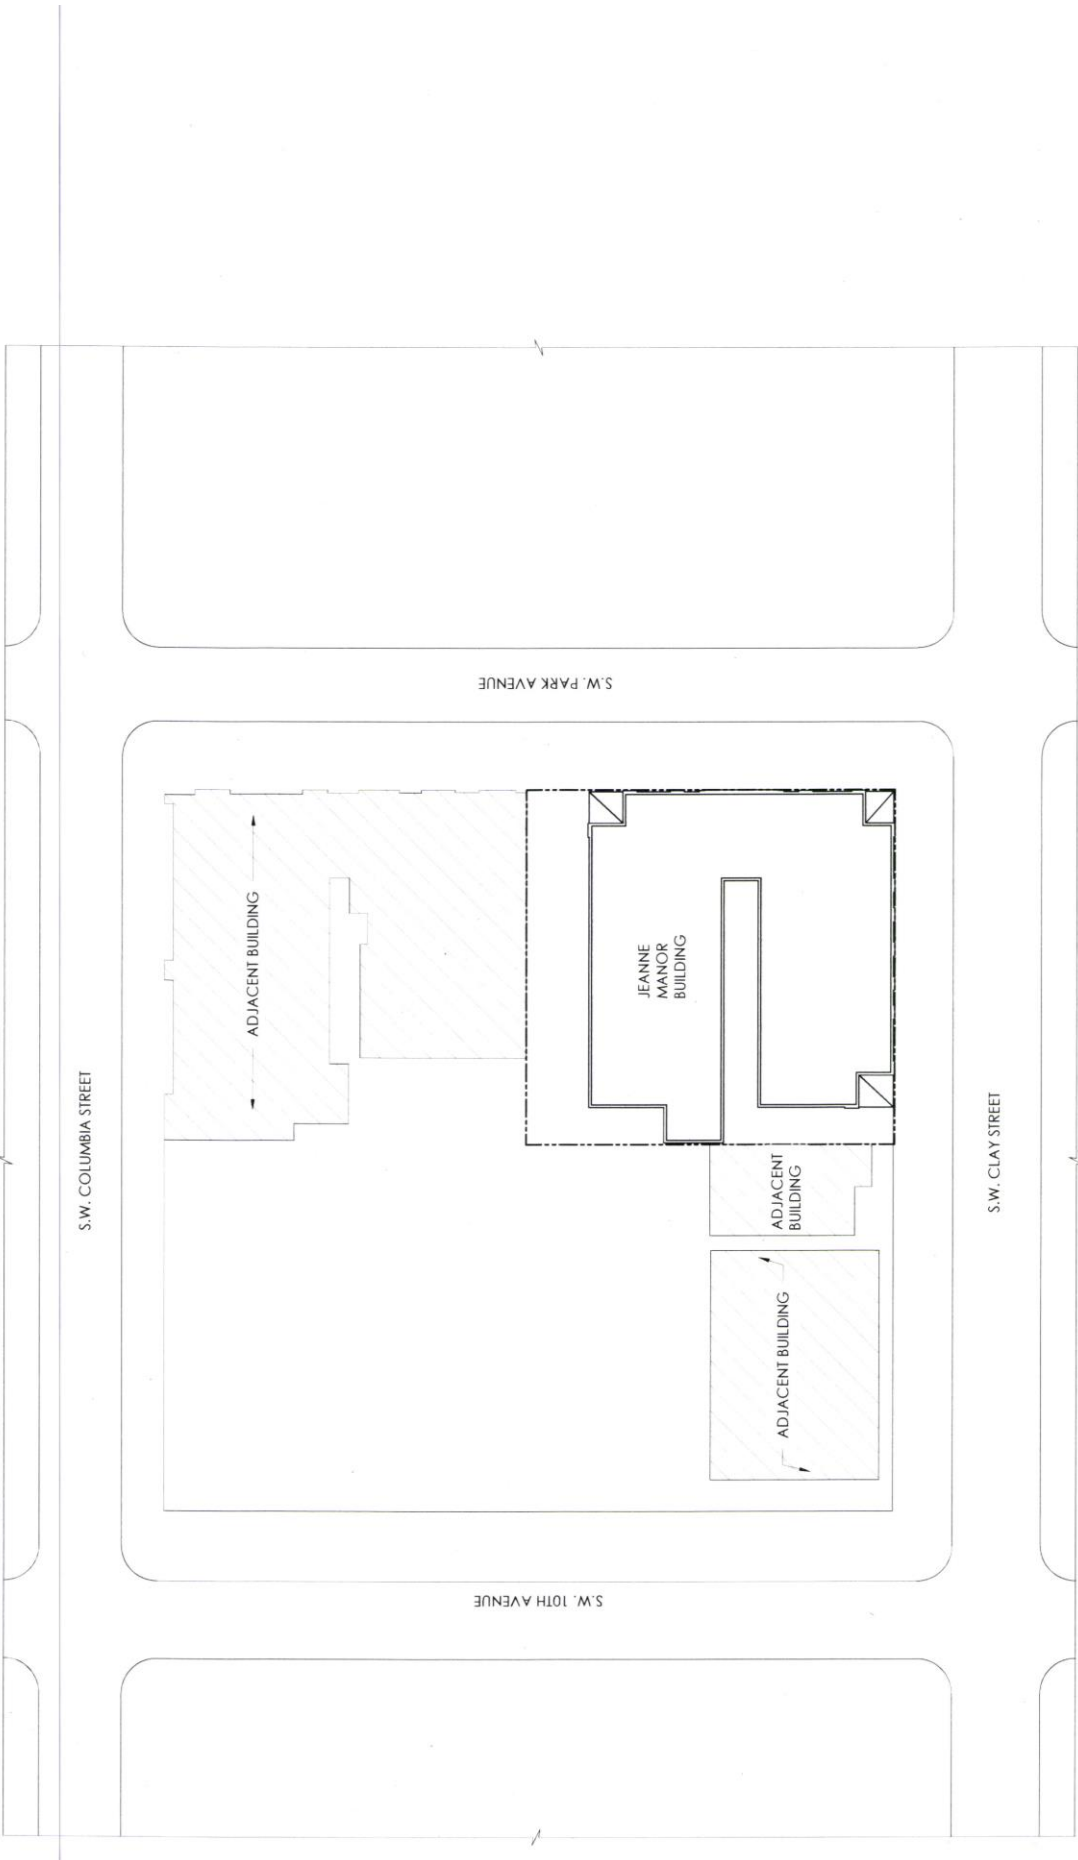 S.W. PARK AVENUE
ADJACENT BUILDING
JEANNE
MANOR
BUILDING
S.W. COLUMBIA STREET
ADJACENT
BUILDING
S.W. CLAY STREET
ADJACENT BUILDING
S.W. 10TH AVENUE